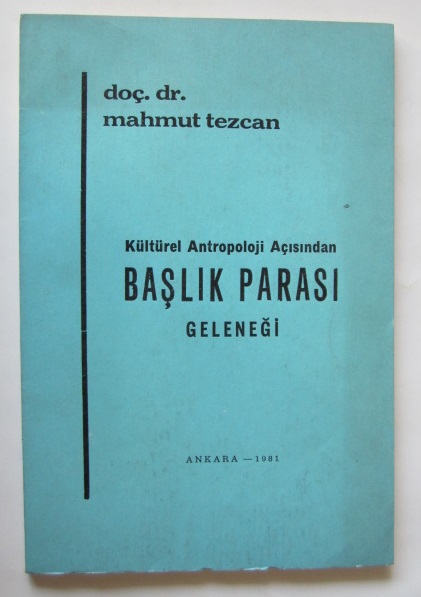 doç. dr.
mahmut tezcan
Kültürel Antropoloji Açısından
BAŞLIK PARASI
GELENEĞİ
ANKARA — 1981